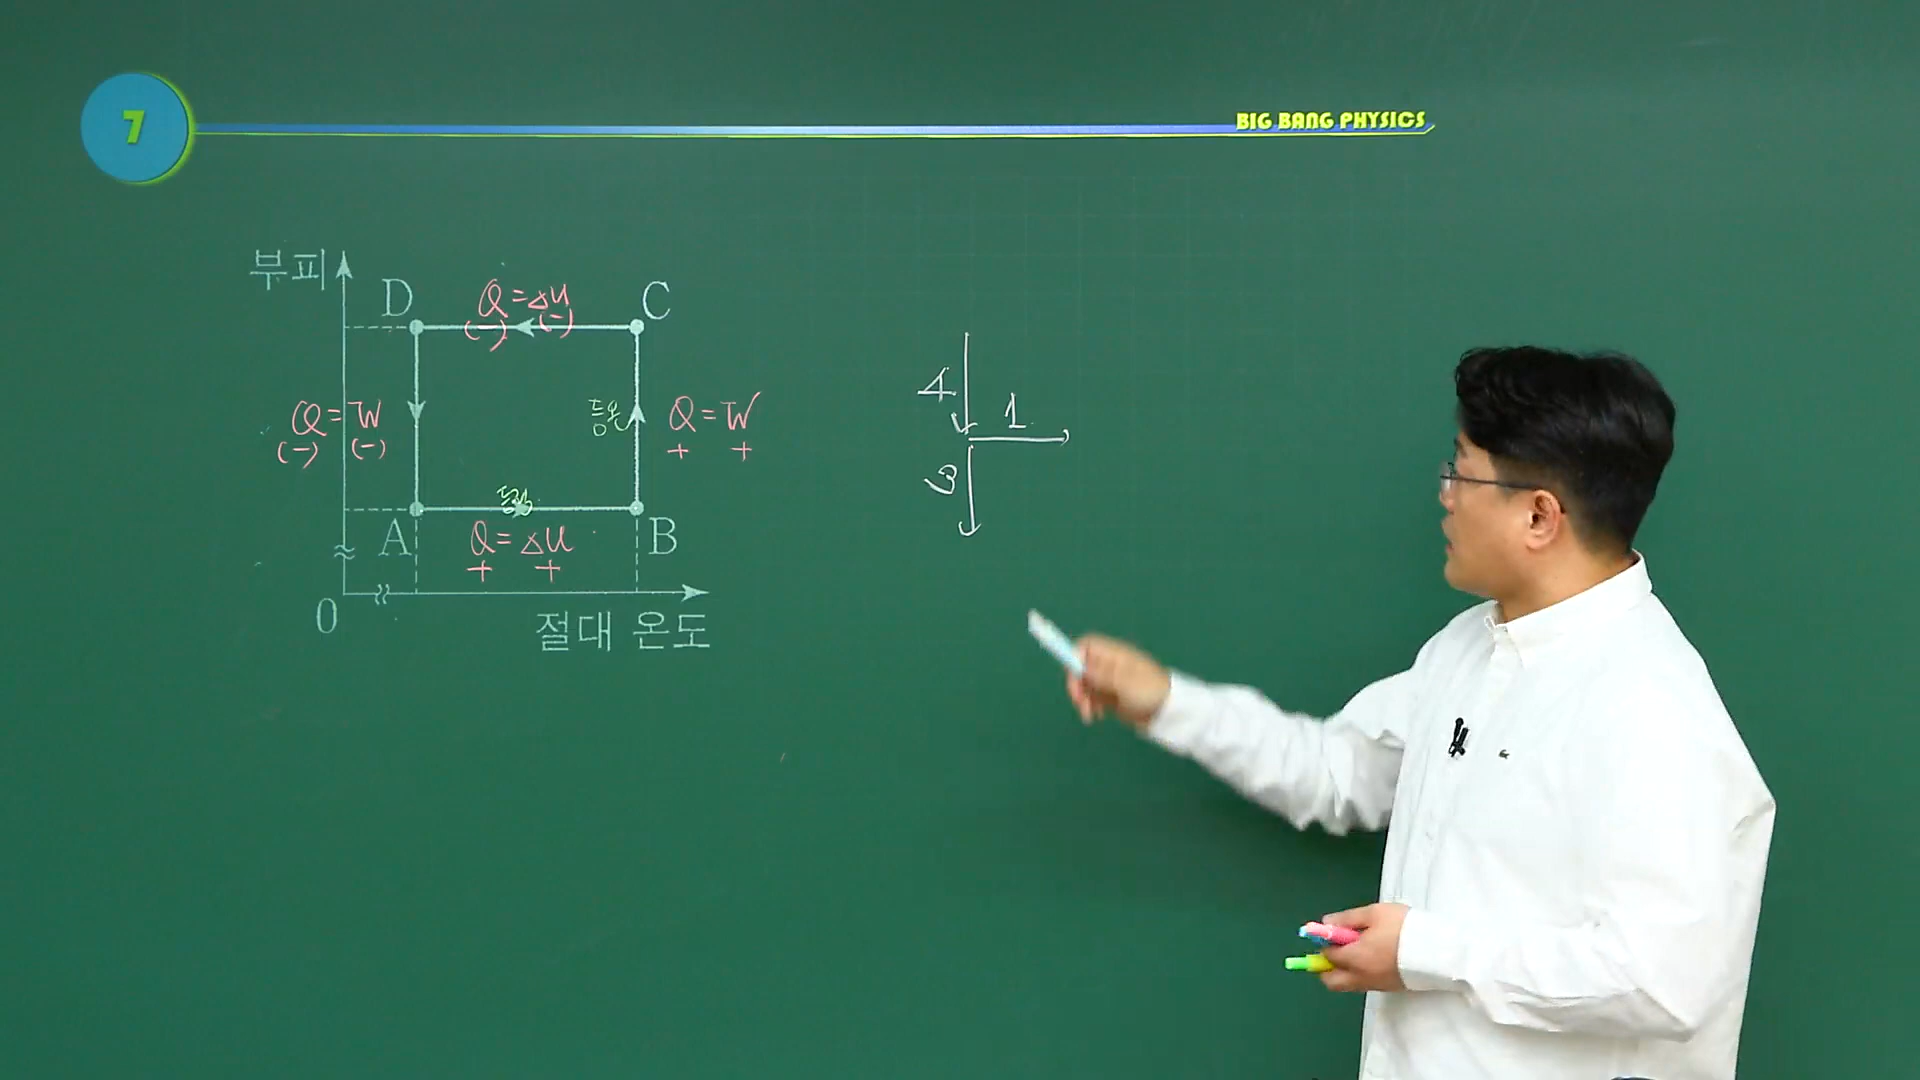 7
BIG BANG PHYSICS
부피
D
Q = ΔU
(-) (-)
C
Q = W
(-) (-)
등온
Q = W
+ +
등적
A
Q = ΔU
+ +
B
0
절대 온도
4
1
3